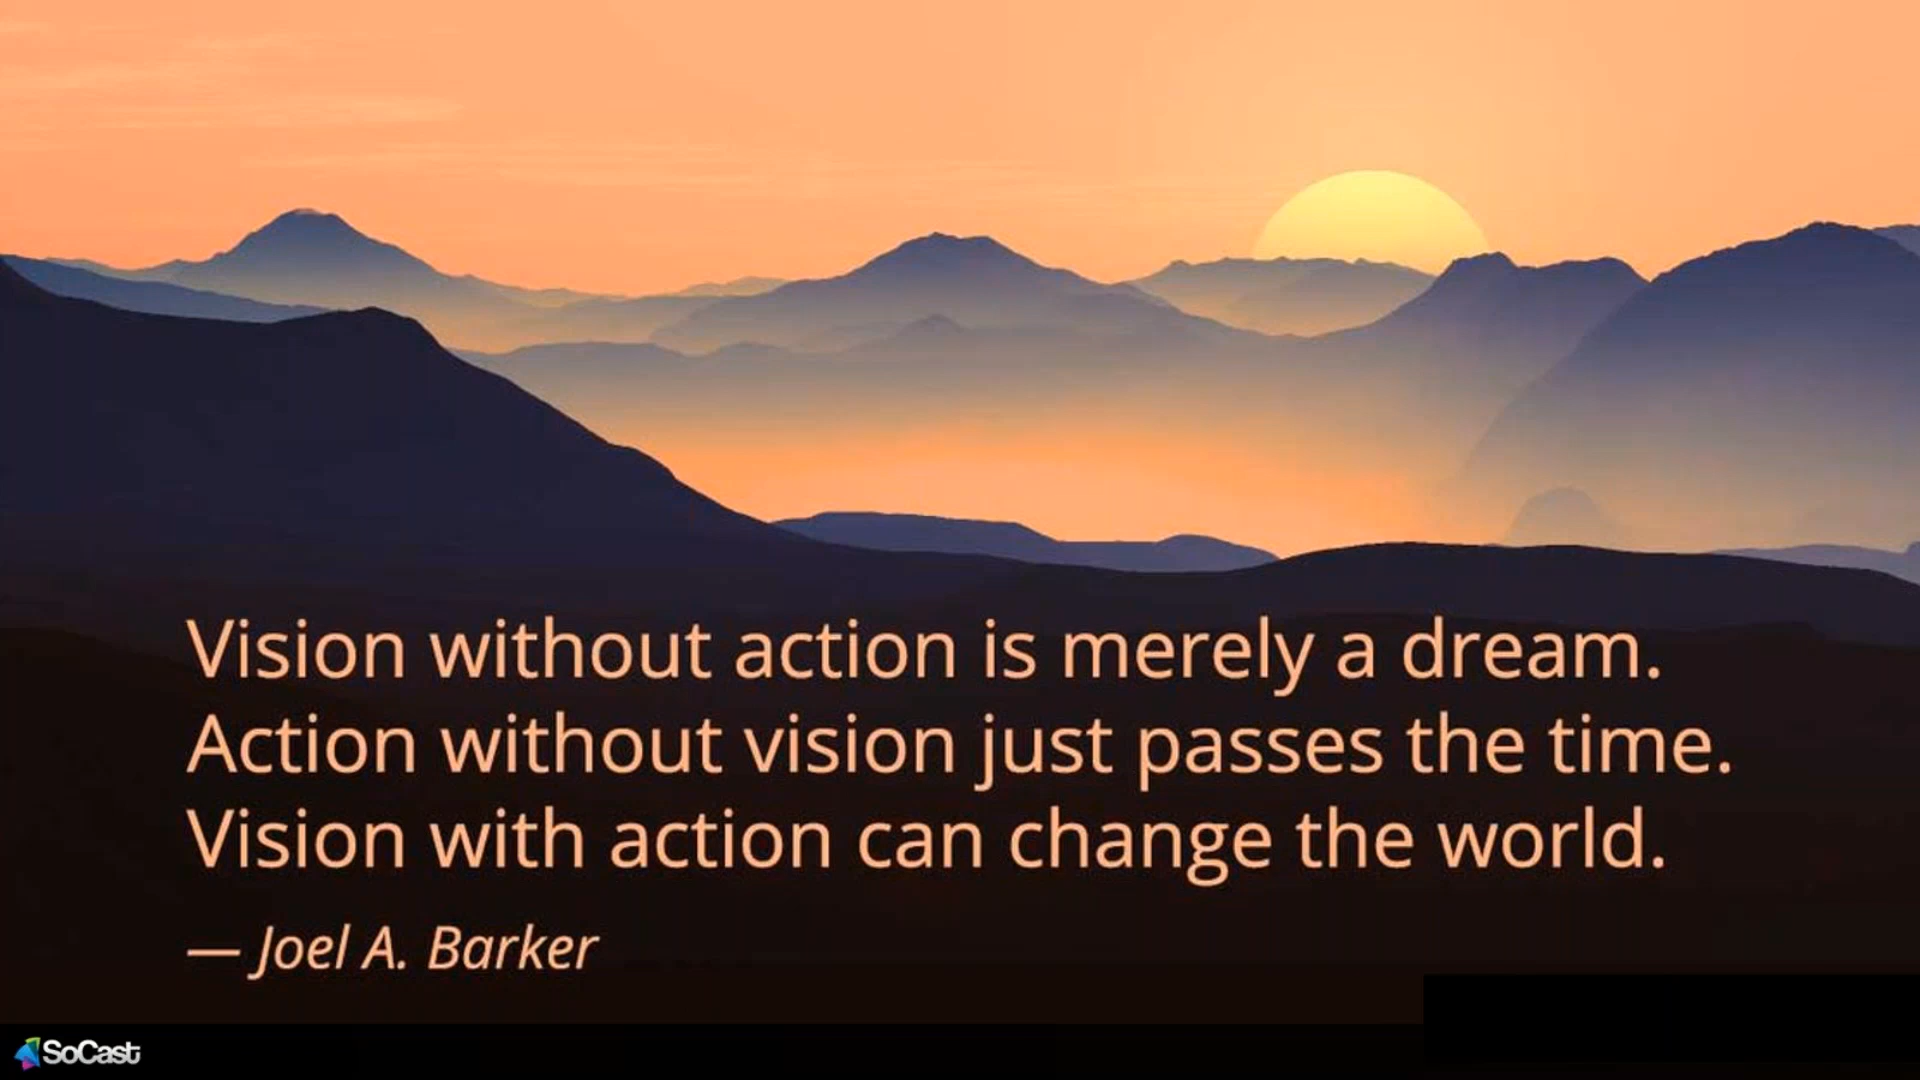 Vision without action is merely a dream.
Action without vision just passes the time.
Vision with action can change the world.
— Joel A. Barker
SoCast